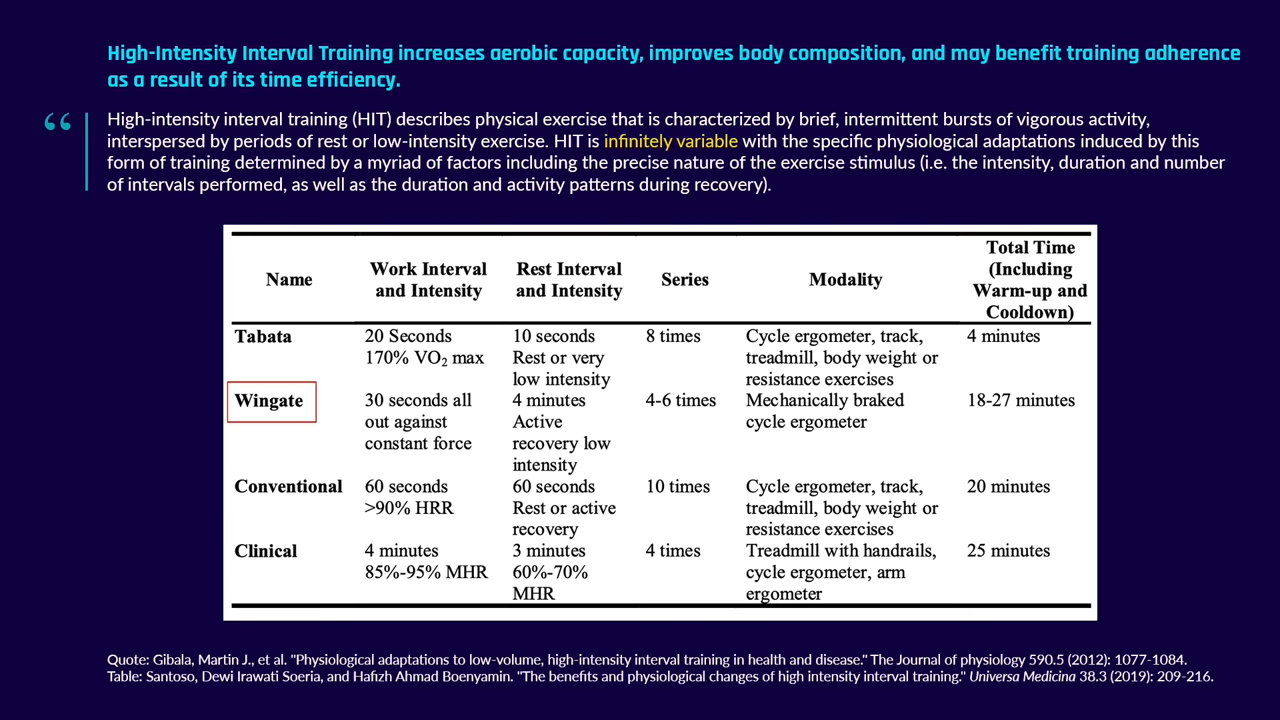 High-Intensity Interval Training increases aerobic capacity, improves body composition, and may benefit training adherence
as a result of its time efficiency.
“
High-intensity interval training (HIT) describes physical exercise that is characterized by brief, intermittent bursts of vigorous activity,
interspersed by periods of rest or low-intensity exercise. HIT is infinitely variable with the specific physiological adaptations induced by this
form of training determined by a myriad of factors including the precise nature of the exercise stimulus (i.e. the intensity, duration and number
of intervals performed, as well as the duration and activity patterns during recovery).
Name
Work Interval
and Intensity
Rest Interval
and Intensity
Series
Modality
Total Time
(Including
Warm-up and
Cooldown)
Tabata
20 Seconds
170% VO₂ max
10 seconds
Rest or very
low intensity
8 times
Cycle ergometer, track,
treadmill, body weight or
resistance exercises
4 minutes
Wingate
30 seconds all
out against
constant force
4 minutes
Active
recovery low
intensity
4-6 times
Mechanically braked
cycle ergometer
18-27 minutes
Conventional
60 seconds
>90% HRR
60 seconds
Rest or active
recovery
10 times
Cycle ergometer, track,
treadmill, body weight or
resistance exercises
20 minutes
Clinical
4 minutes
85%-95% MHR
3 minutes
60%-70%
MHR
4 times
Treadmill with handrails,
cycle ergometer, arm
ergometer
25 minutes
Quote: Gibala, Martin J., et al. "Physiological adaptations to low-volume, high-intensity interval training in health and disease." The Journal of physiology 590.5 (2012): 1077-1084.
Table: Santoso, Dewi Irawati Soeria, and Hafizh Ahmad Boenyamin. "The benefits and physiological changes of high intensity interval training." Universa Medicina 38.3 (2019): 209-216.